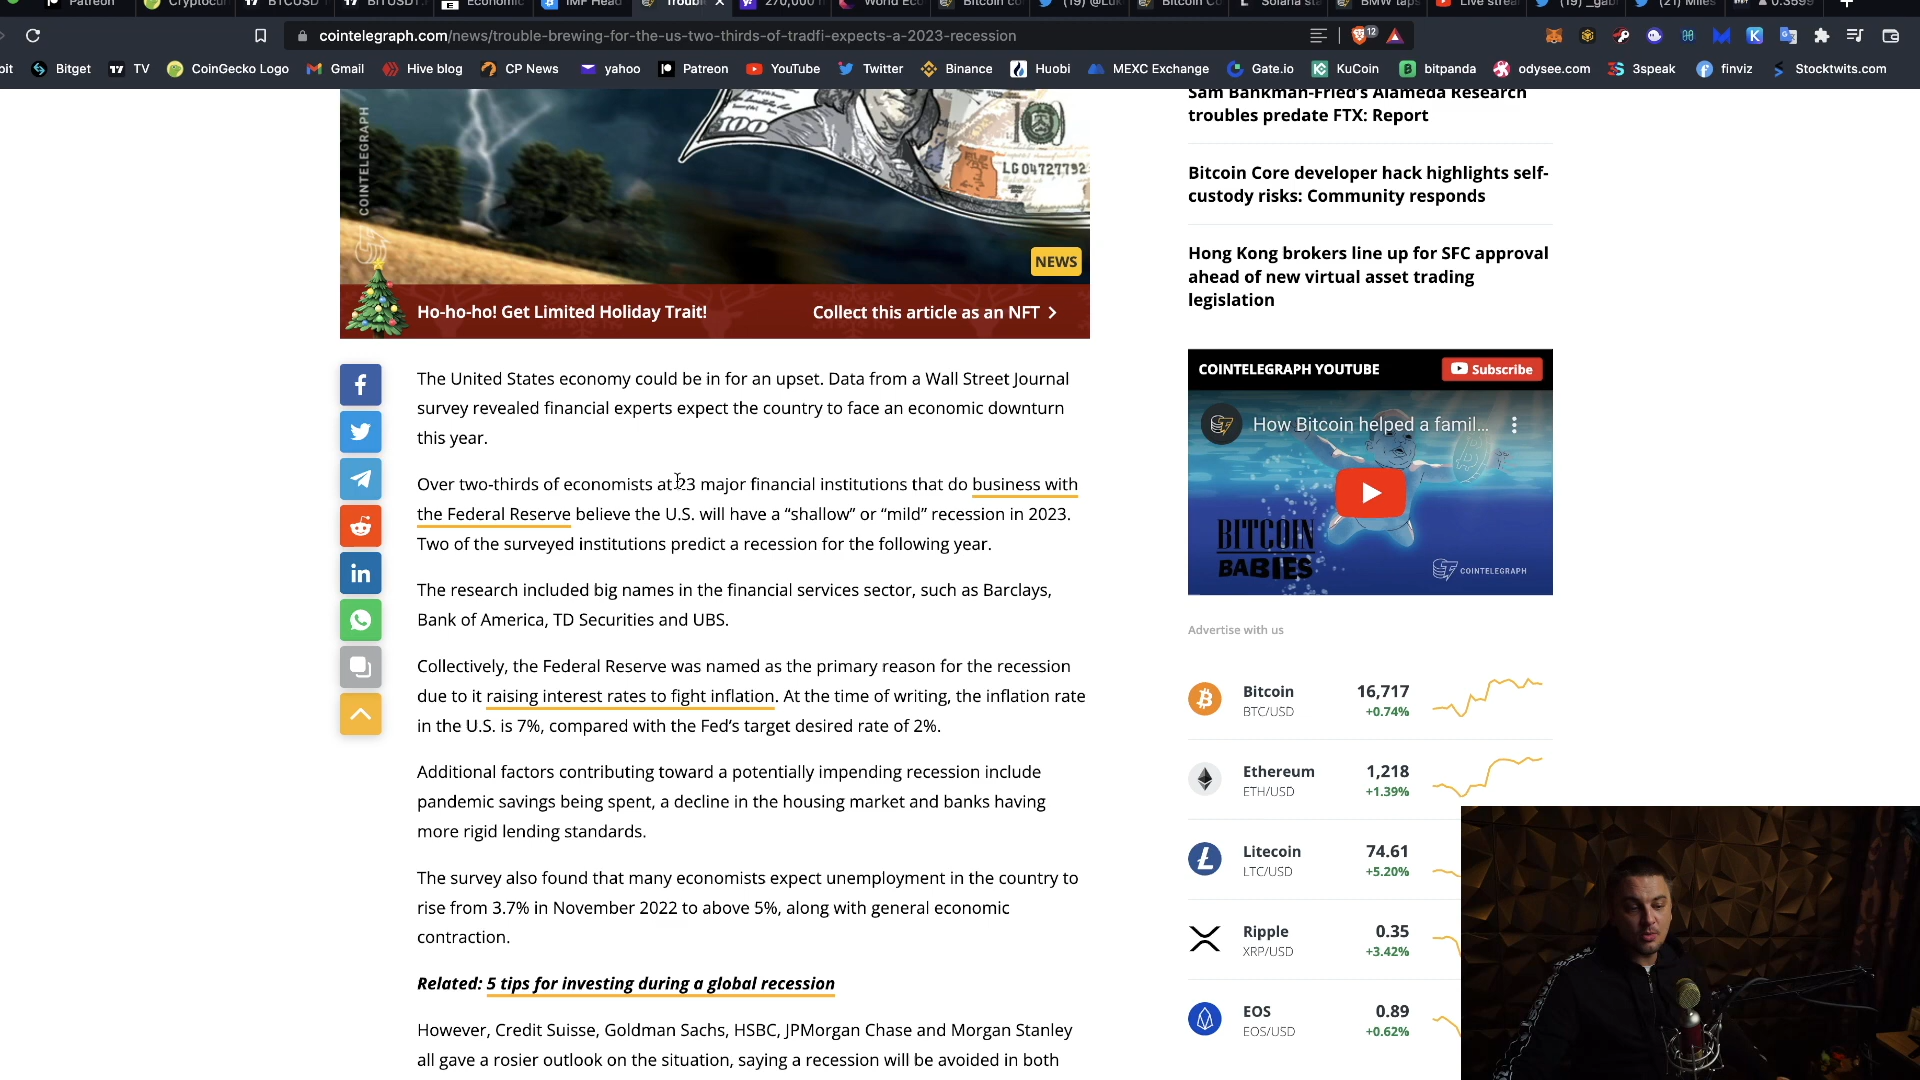 Patreon
Cryptocur
BTCUSD
BITUSDT.
Economic
IMF Head
Troub
270,000
World Eco
Bitcoin co
(19) @Luk
Bitcoin Co
Solana sta
BMW taps
Live strea
(19) _gab
(21) Miles
0.3599
cointelegraph.com/news/trouble-brewing-for-the-us-two-thirds-of-tradfi-expects-a-2023-recession
12
bit
Bitget
TV
CoinGecko Logo
Gmail
Hive blog
CP News
yahoo
Patreon
YouTube
Twitter
Binance
Huobi
MEXC Exchange
Gate.io
KuCoin
bitpanda
odysee.com
3speak
finviz
Stocktwits.com
COINTELEGRAPH
100
LG04727792
NEWS
Ho-ho-ho! Get Limited Holiday Trait!
Collect this article as an NFT >
The United States economy could be in for an upset. Data from a Wall Street Journal
survey revealed financial experts expect the country to face an economic downturn
this year.
Over two-thirds of economists at 23 major financial institutions that do business with
the Federal Reserve believe the U.S. will have a “shallow” or “mild” recession in 2023.
Two of the surveyed institutions predict a recession for the following year.
The research included big names in the financial services sector, such as Barclays,
Bank of America, TD Securities and UBS.
Collectively, the Federal Reserve was named as the primary reason for the recession
due to it raising interest rates to fight inflation. At the time of writing, the inflation rate
in the U.S. is 7%, compared with the Fed’s target desired rate of 2%.
Additional factors contributing toward a potentially impending recession include
pandemic savings being spent, a decline in the housing market and banks having
more rigid lending standards.
The survey also found that many economists expect unemployment in the country to
rise from 3.7% in November 2022 to above 5%, along with general economic
contraction.
Related: 5 tips for investing during a global recession
However, Credit Suisse, Goldman Sachs, HSBC, JPMorgan Chase and Morgan Stanley
all gave a rosier outlook on the situation, saying a recession will be avoided in both
Sam Bankman-Fried's Alameda Research
troubles predate FTX: Report
Bitcoin Core developer hack highlights self-
custody risks: Community responds
Hong Kong brokers line up for SFC approval
ahead of new virtual asset trading
legislation
COINTELEGRAPH YOUTUBE
Subscribe
How Bitcoin helped a famil...
BITCOIN
BABIES
COINTELEGRAPH
Advertise with us
Bitcoin 16,717
BTC/USD +0.74%
Ethereum 1,218
ETH/USD +1.39%
Litecoin 74.61
LTC/USD +5.20%
Ripple 0.35
XRP/USD +3.42%
EOS 0.89
EOS/USD +0.62%